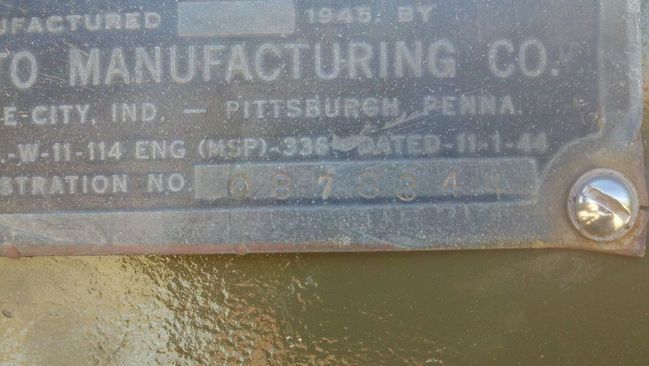 UFACTURED 1945. BY
TO MANUFACTURING CO.
E-CITY, IND. — PITTSBURGH, PENNA.
.-W-11-114 ENG (MSP)-336 DATED-11-1-44
STRATION NO.